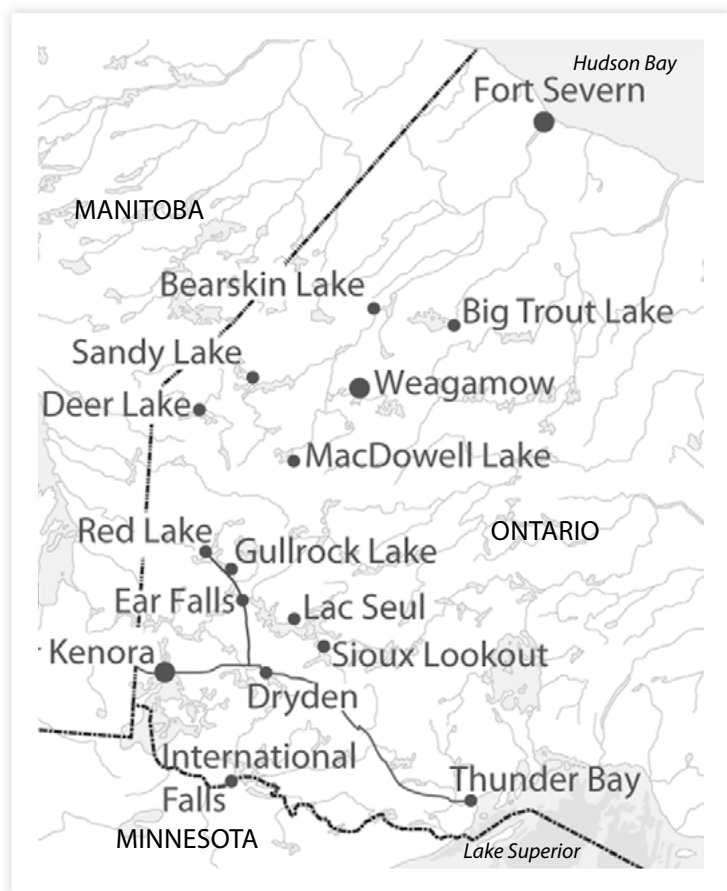 Hudson Bay
Fort Severn
MANITOBA
Bearskin Lake
Big Trout Lake
Sandy Lake
Weagamow
Deer Lake
MacDowell Lake
Red Lake
ONTARIO
Gullrock Lake
Ear Falls
Lac Seul
Kenora
Sioux Lookout
Dryden
International
Falls
Thunder Bay
MINNESOTA
Lake Superior